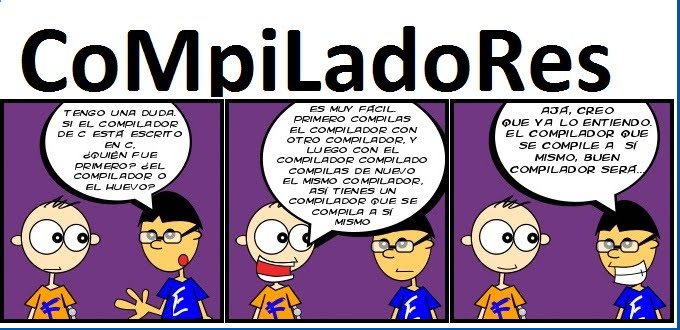 CoMpiLadoRes
TENGO UNA DUDA.
SI EL COMPILADOR
DE C ESTÁ ESCRITO
EN C,
¿QUIÉN FUE
PRIMERO? ¿EL
COMPILADOR O
EL HUEVO?
ES MUY FÁCIL.
PRIMERO COMPILAS
EL COMPILADOR CON
OTRO COMPILADOR, Y
LUEGO CON EL
COMPILADOR COMPILADO
COMPILAS DE NUEVO
EL MISMO COMPILADOR,
ASÍ TIENES UN
COMPILADOR QUE SE
COMPILA A SÍ
MISMO
AJÁ, CREO
QUE YA LO ENTIENDO.
EL COMPILADOR QUE
SE COMPILE A SÍ
MISMO, BUEN
COMPILADOR SERÁ...
F
E
F
E
F
E